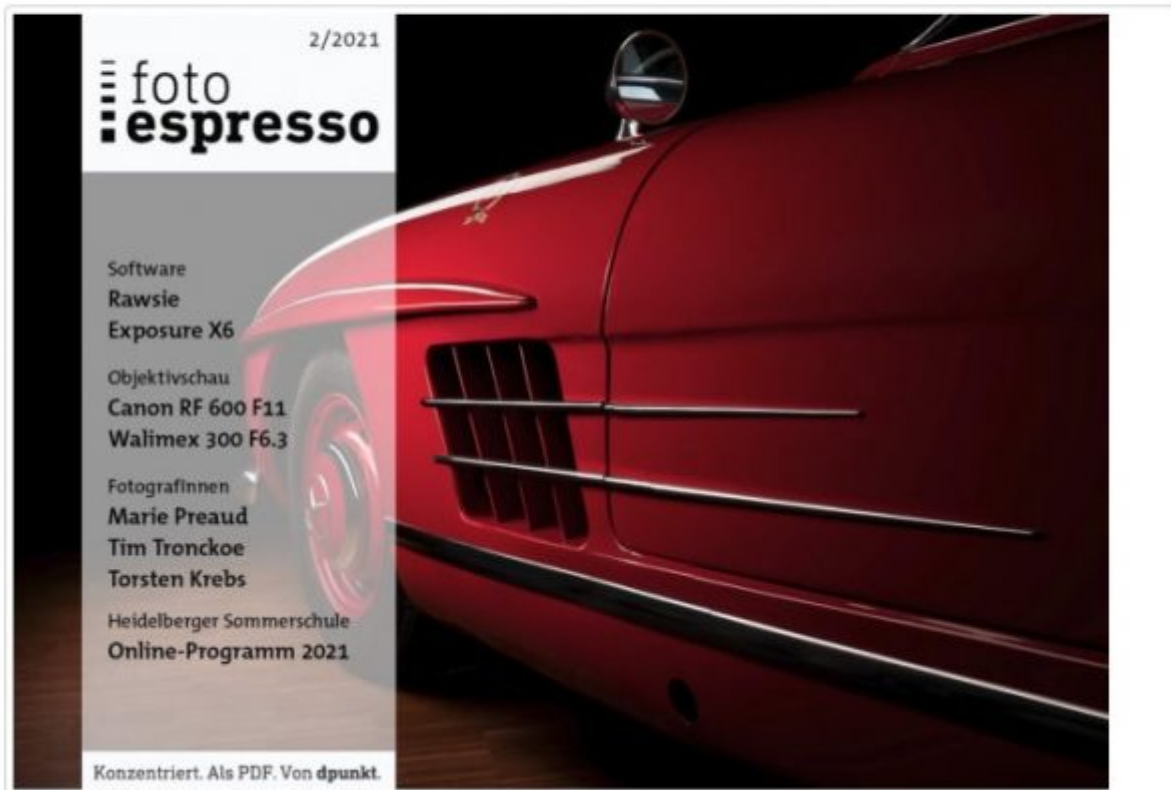 2/2021
foto
espresso
Software
Rawsie
Exposure X6
Objektivschau
Canon RF 600 F11
Walimex 300 F6.3
FotografInnen
Marie Preaud
Tim Tronckoe
Torsten Krebs
Heidelberger Sommerschule
Online-Programm 2021
Konzentriert. Als PDF. Von dpunkt.